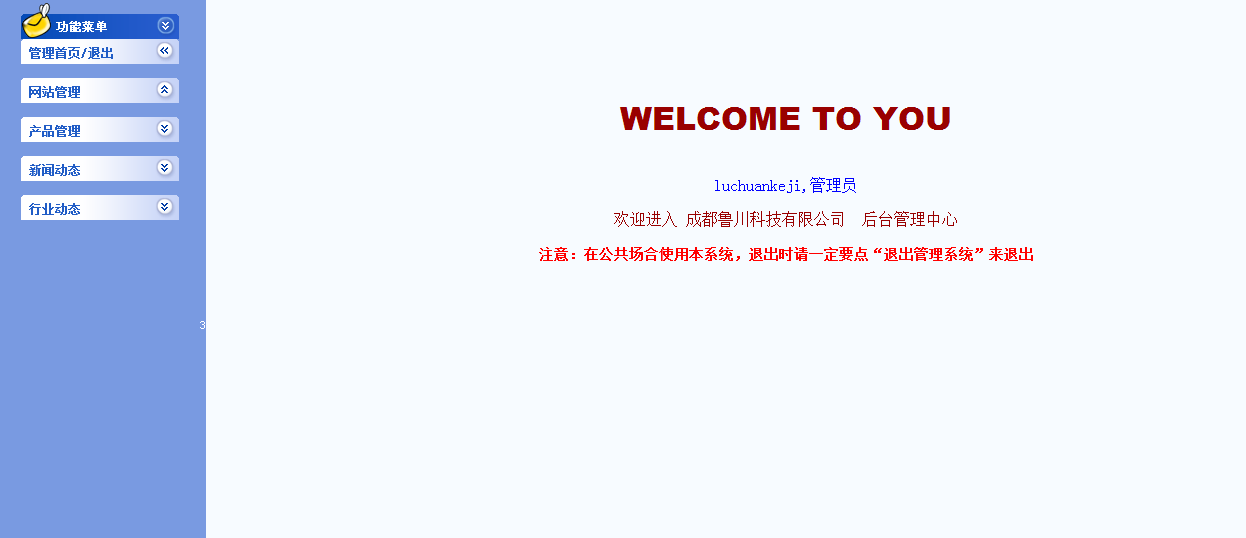 功能菜单
管理首页/退出
网站管理
产品管理
新闻动态
行业动态
3
WELCOME TO YOU
luchuankeji,管理员
欢迎进入 成都鲁川科技有限公司 后台管理中心
注意：在公共场合使用本系统，退出时请一定要点“退出管理系统”来退出